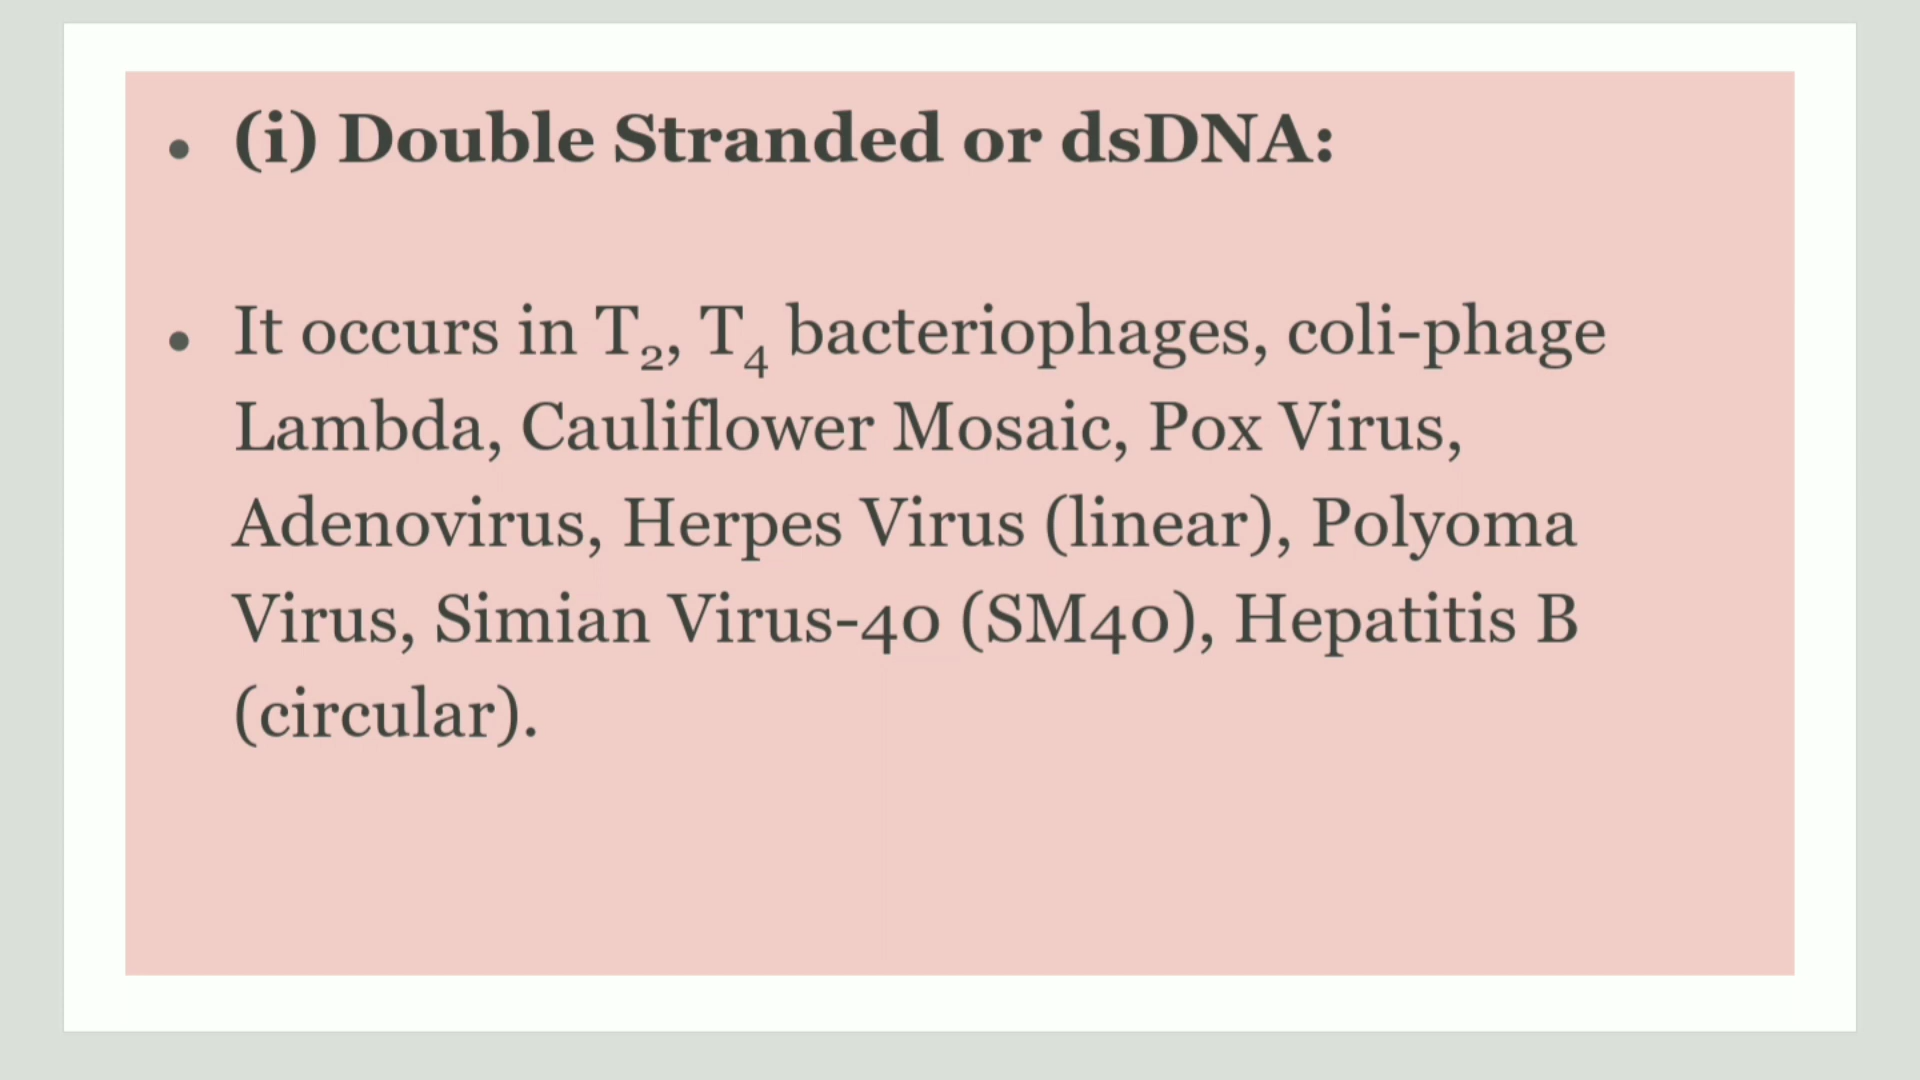 • (i) Double Stranded or dsDNA:
• It occurs in T₂, T₄ bacteriophages, coli-phage
Lambda, Cauliflower Mosaic, Pox Virus,
Adenovirus, Herpes Virus (linear), Polyoma
Virus, Simian Virus-40 (SM40), Hepatitis B
(circular).